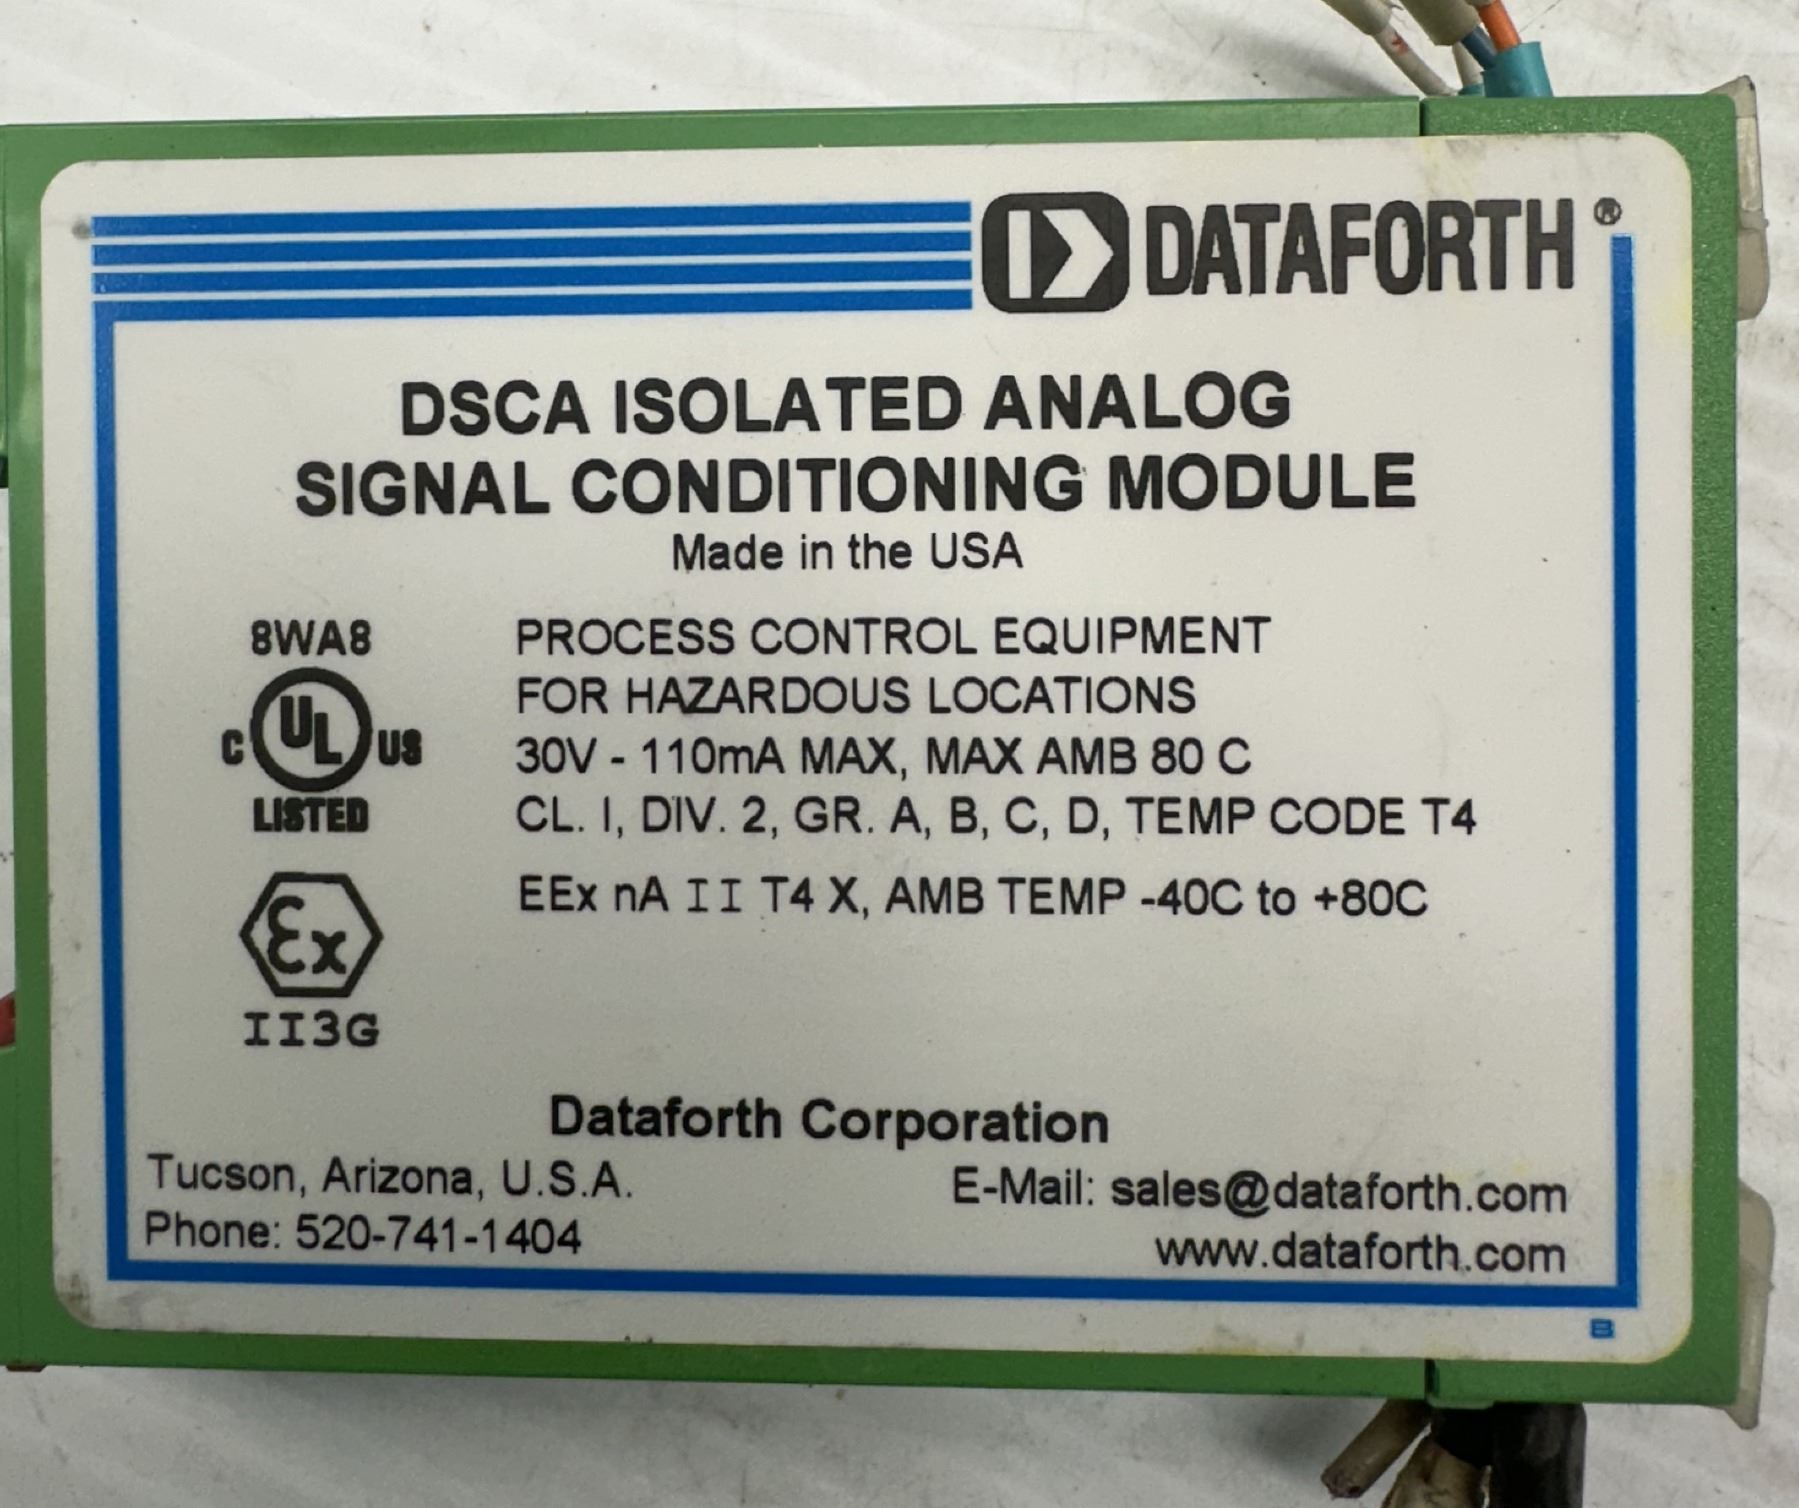 DATAFORTH®
DSCA ISOLATED ANALOG
SIGNAL CONDITIONING MODULE
Made in the USA
8WA8
C UL US
LISTED
PROCESS CONTROL EQUIPMENT
FOR HAZARDOUS LOCATIONS
30V - 110mA MAX, MAX AMB 80 C
CL. I, DIV. 2, GR. A, B, C, D, TEMP CODE T4
Ex
II3G
EEx nA II T4 X, AMB TEMP -40C to +80C
Dataforth Corporation
Tucson, Arizona, U.S.A.
Phone: 520-741-1404
E-Mail: sales@dataforth.com
www.dataforth.com
B